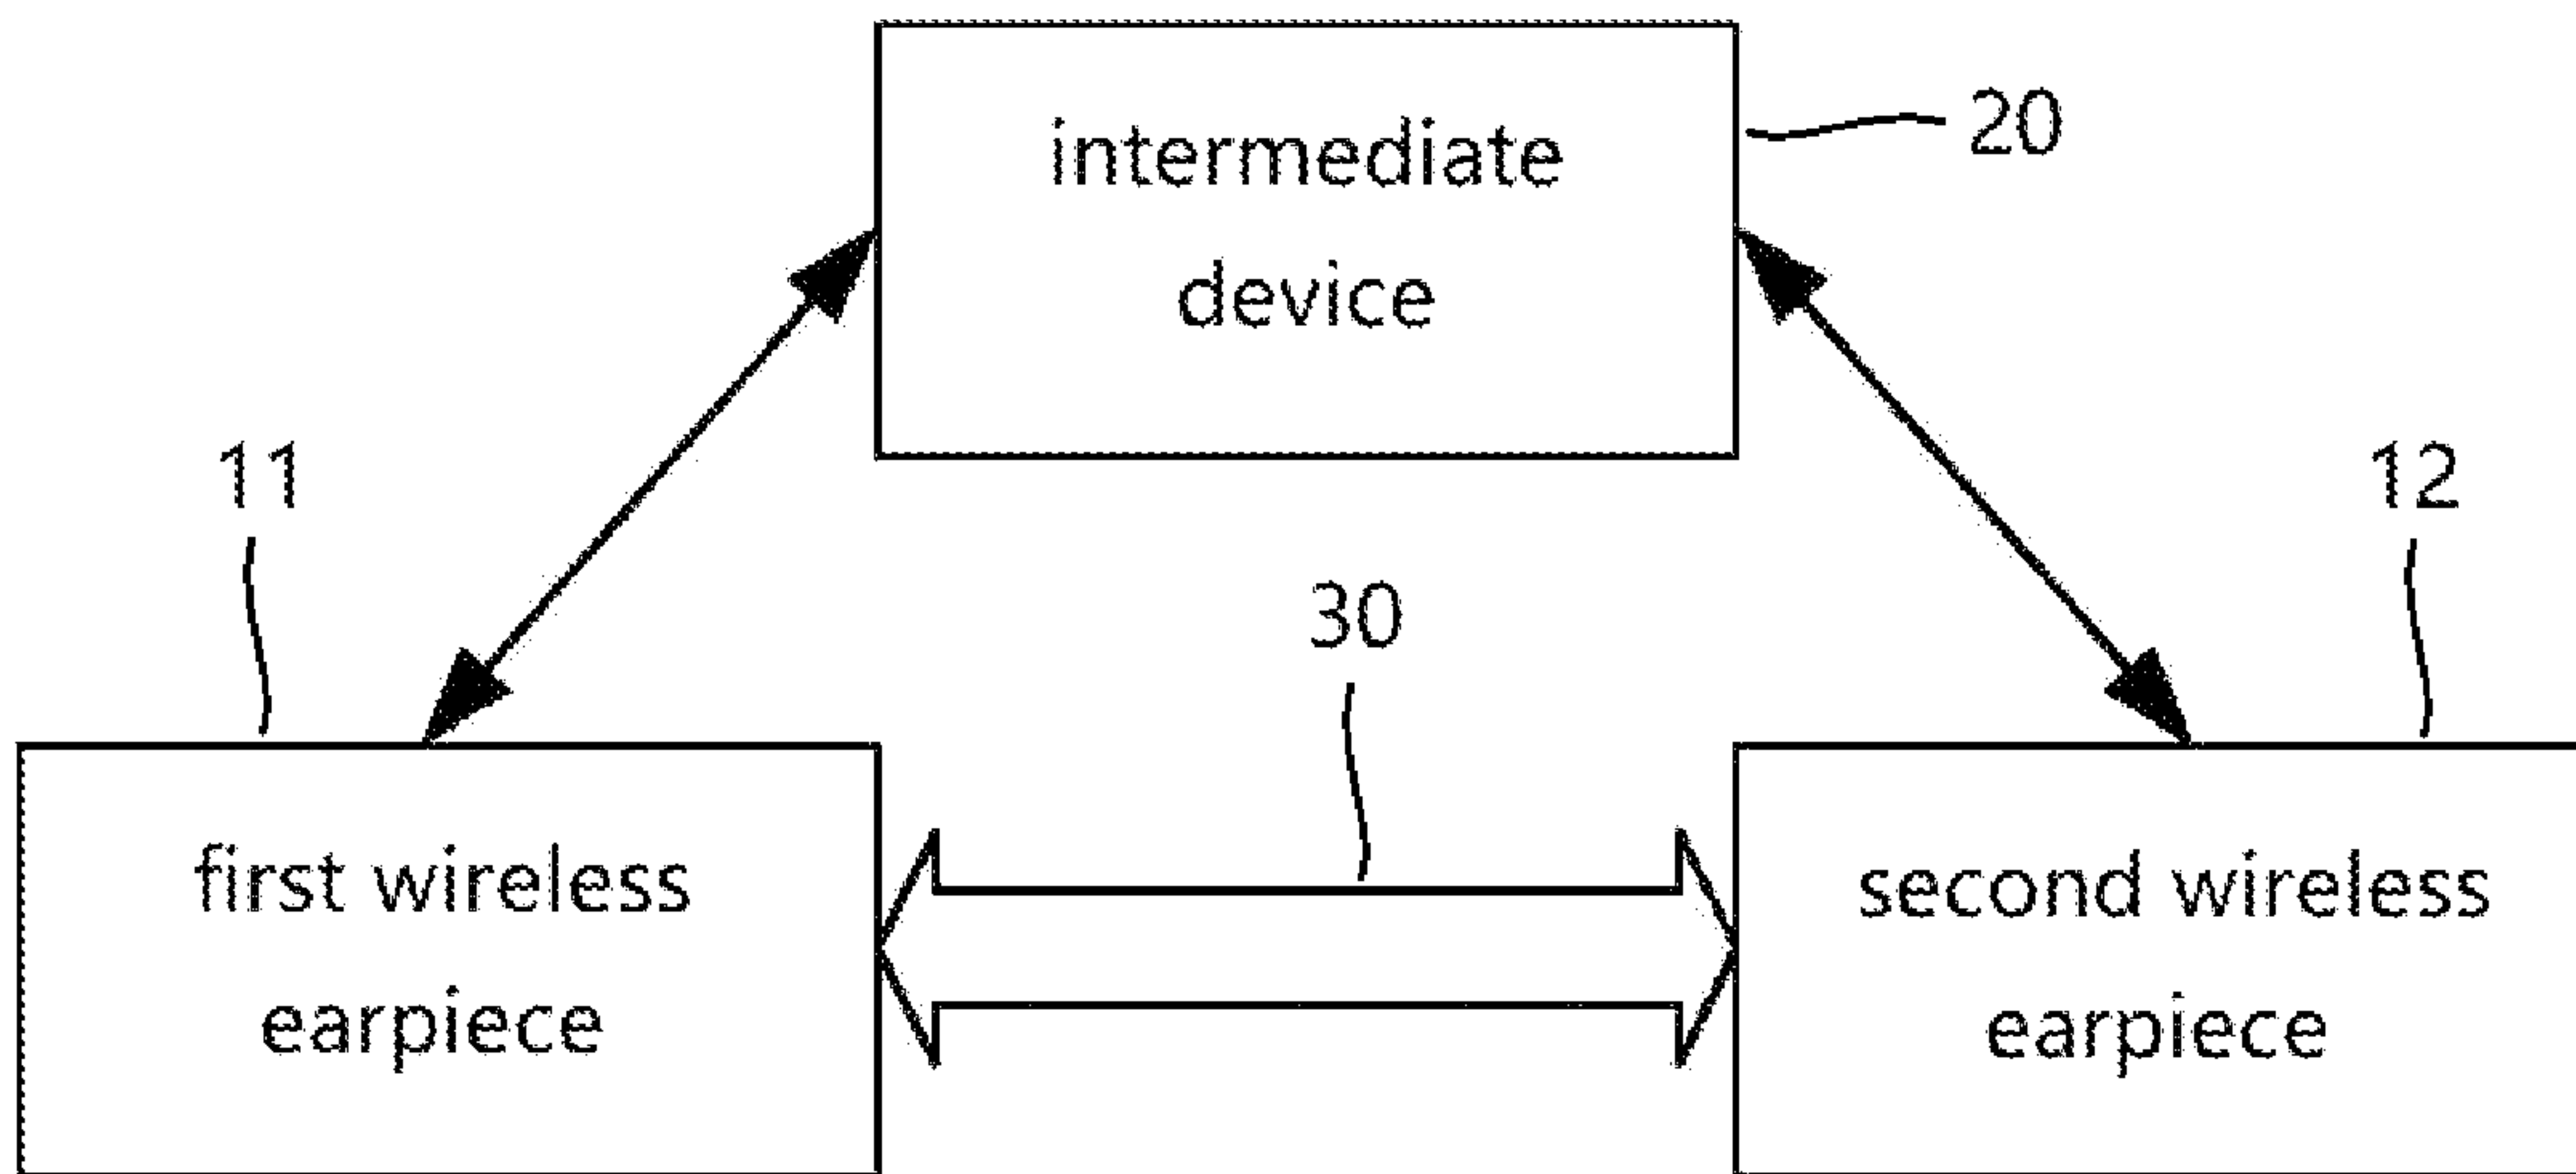 intermediate
device
20
11
12
30
first wireless
earpiece
second wireless
earpiece